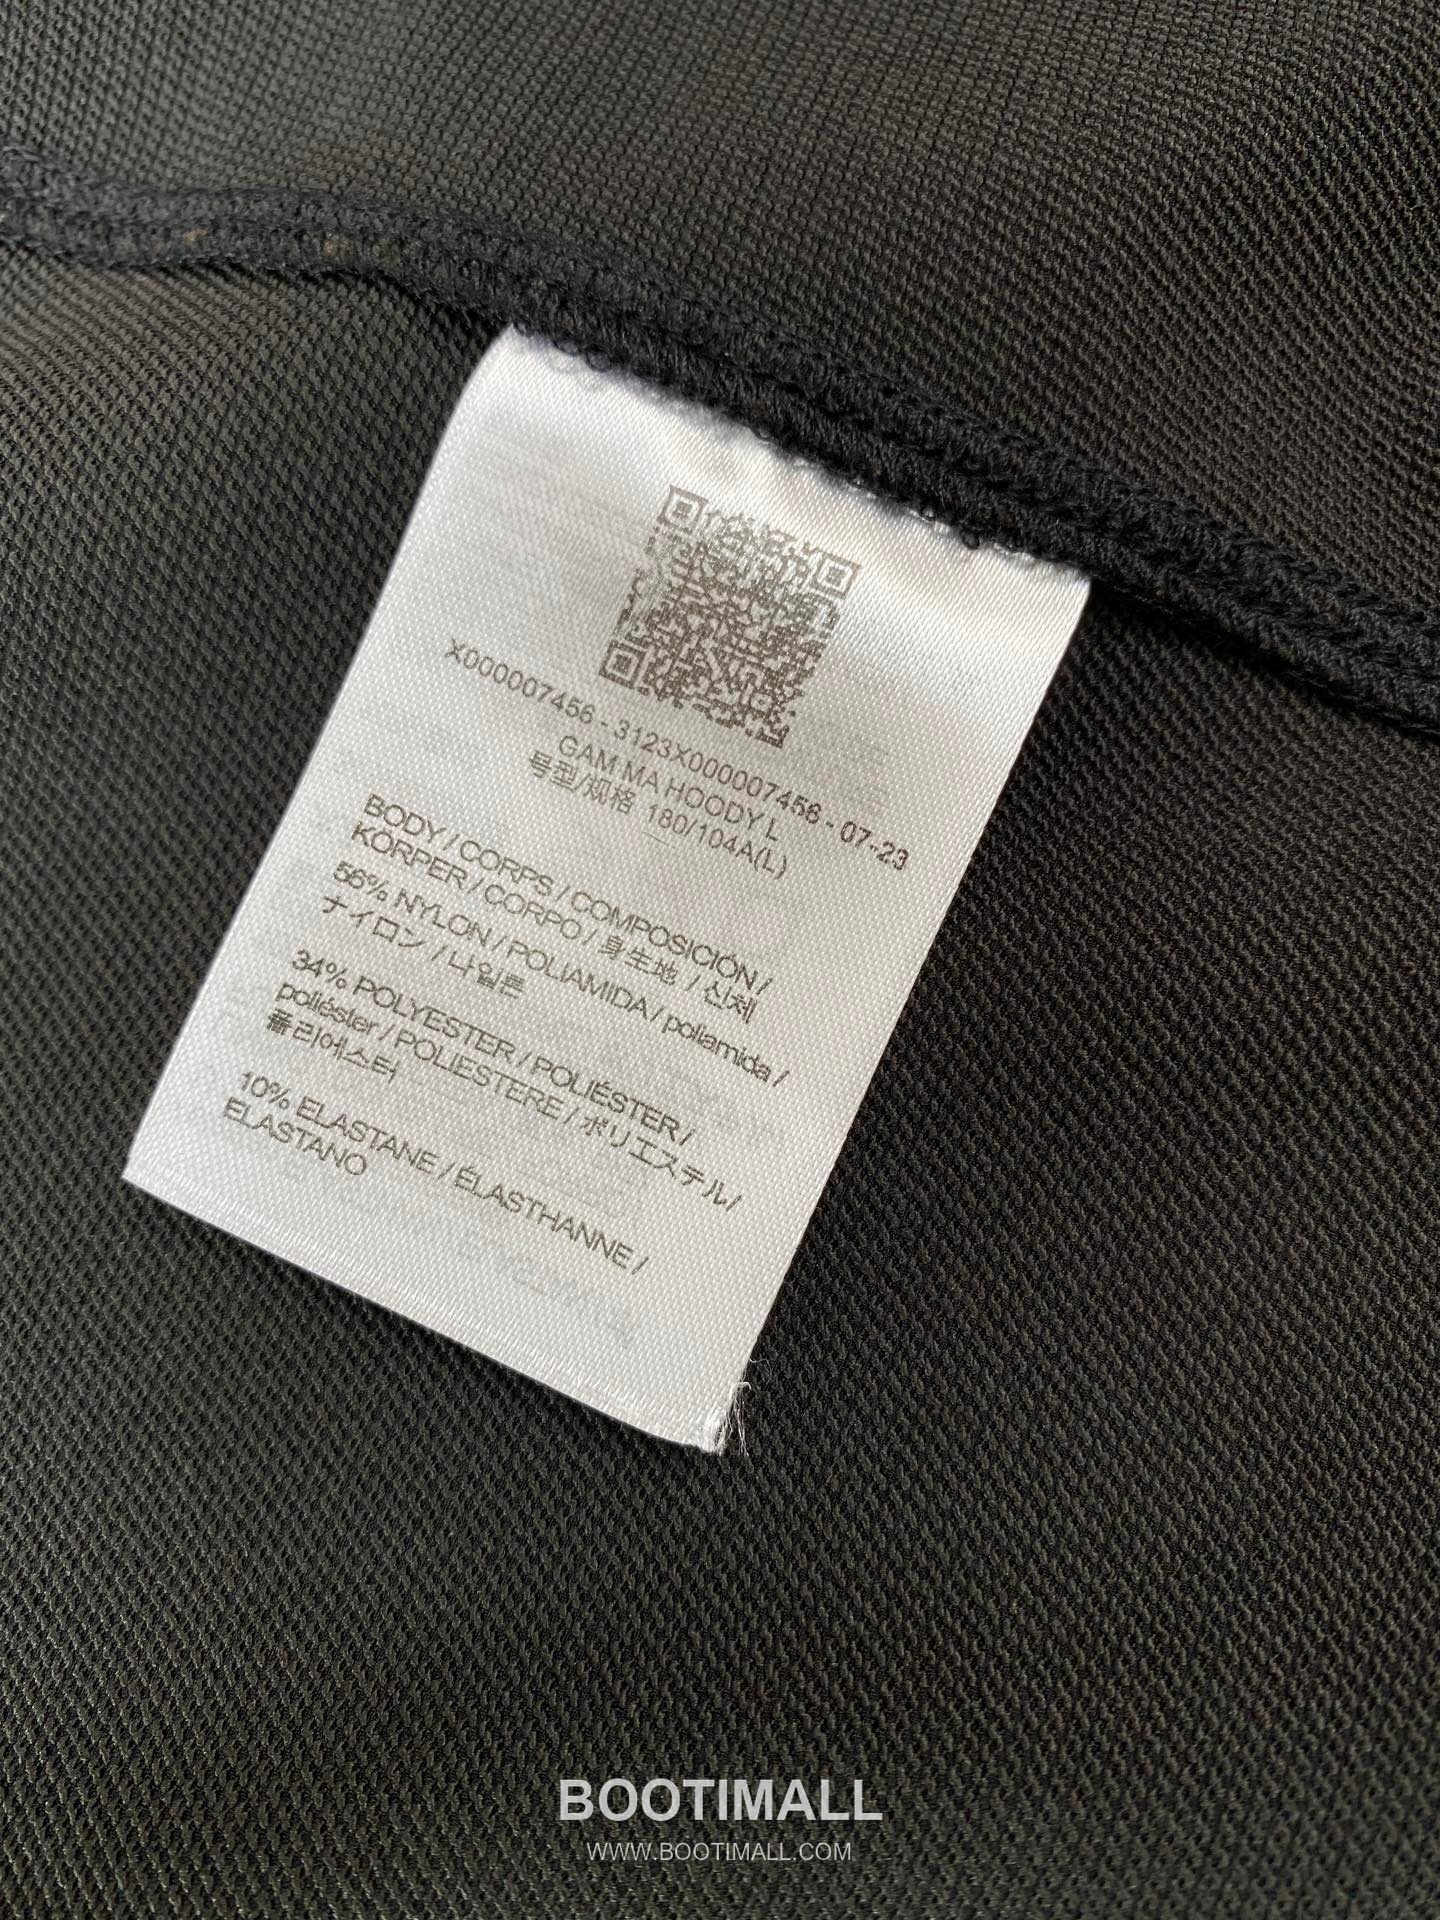 X000007456 - 3123X000007456 - 07-23
GAM MA HOODY L
号型/规格 180/104A(L)
BODY / CORPS / COMPOSICIÓN /
KÖRPER / CORPO / 身生地 / 신체
56% NYLON / POLIAMIDA / poliamida /
ナイロン / 나일론
34% POLYESTER / POLIÉSTER /
poliéster / POLIESTERE / ポリエステル /
폴리에스터
10% ELASTANE / ÉLASTHANNE /
ELASTANO
BOOTIMALL
WWW.BOOTIMALL.COM